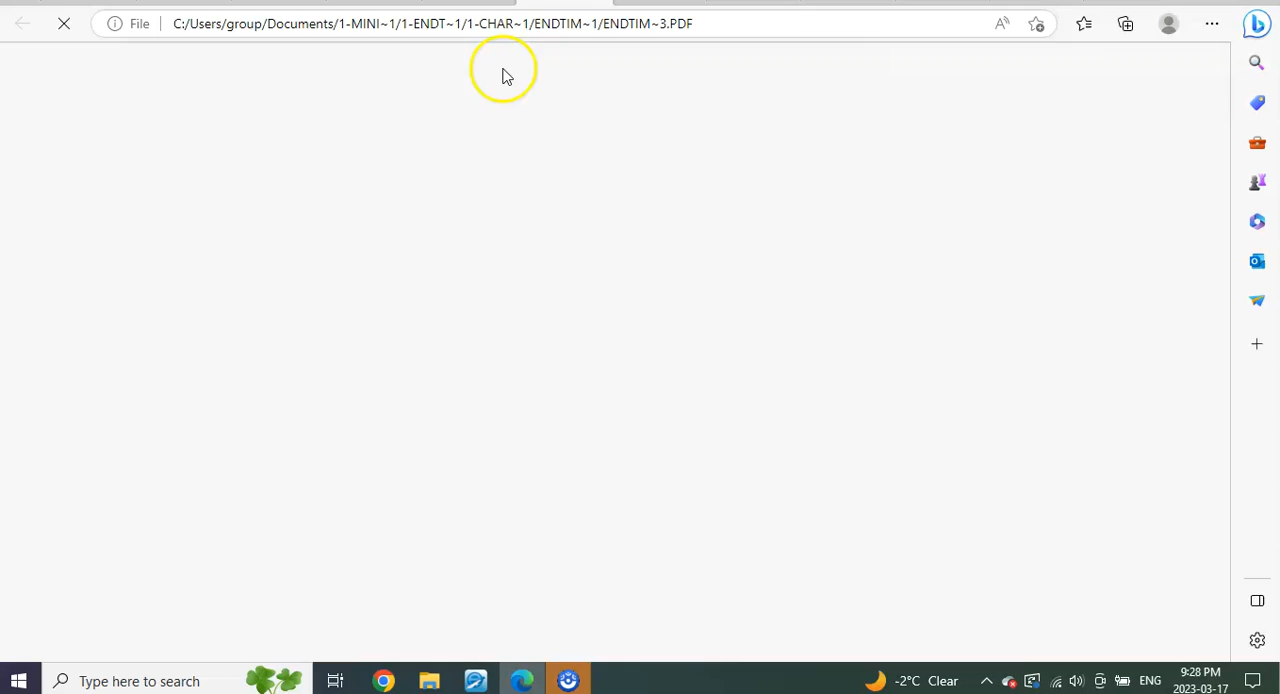 File C:/Users/group/Documents/1-MINI~1/1-ENDT~1/1-CHAR~1/ENDTIM~1/ENDTIM~3.PDF
Type here to search
-2°C Clear
ENG
9:28 PM
2023-03-17